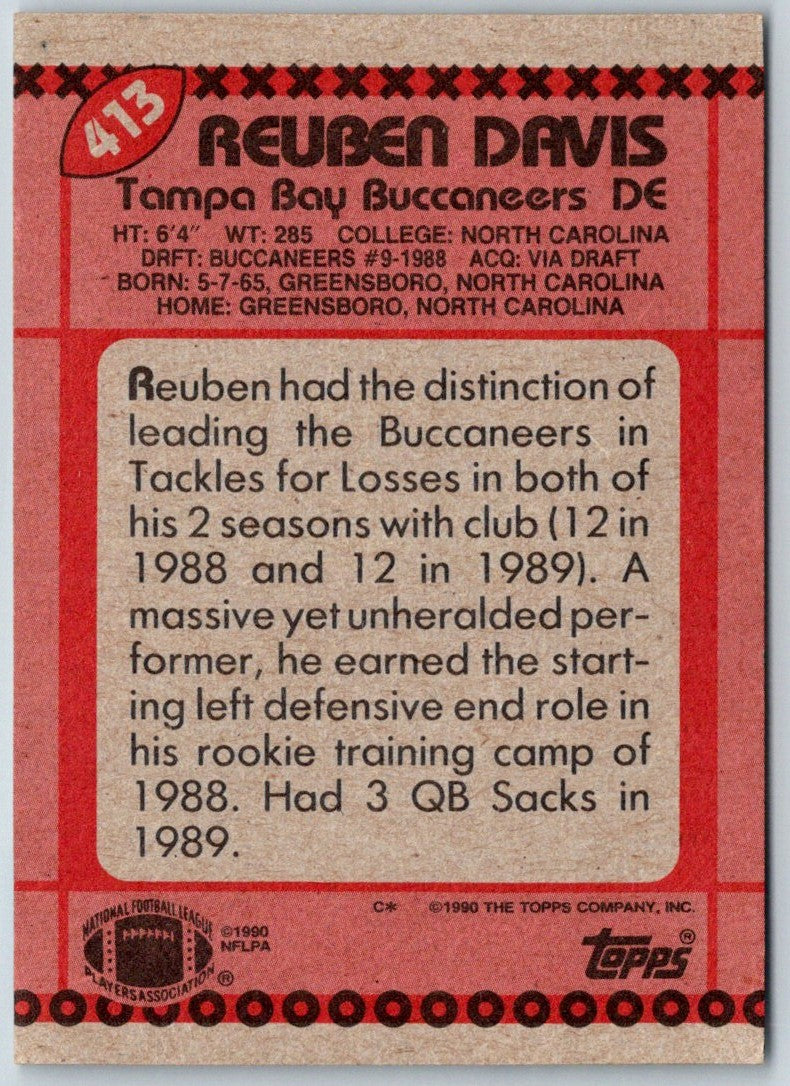 413
REUBEN DAVIS
Tampa Bay Buccaneers DE
HT: 6'4" WT: 285 COLLEGE: NORTH CAROLINA
DRFT: BUCCANEERS #9-1988 ACQ: VIA DRAFT
BORN: 5-7-65, GREENSBORO, NORTH CAROLINA
HOME: GREENSBORO, NORTH CAROLINA
Reuben had the distinction of
leading the Buccaneers in
Tackles for Losses in both of
his 2 seasons with club (12 in
1988 and 12 in 1989). A
massive yet unheralded per-
former, he earned the start-
ing left defensive end role in
his rookie training camp of
1988. Had 3 QB Sacks in
1989.
C* ©1990 THE TOPPS COMPANY, INC.
NATIONAL FOOTBALL LEAGUE
PLAYERS ASSOCIATION ®
©1990
NFLPA
topps®